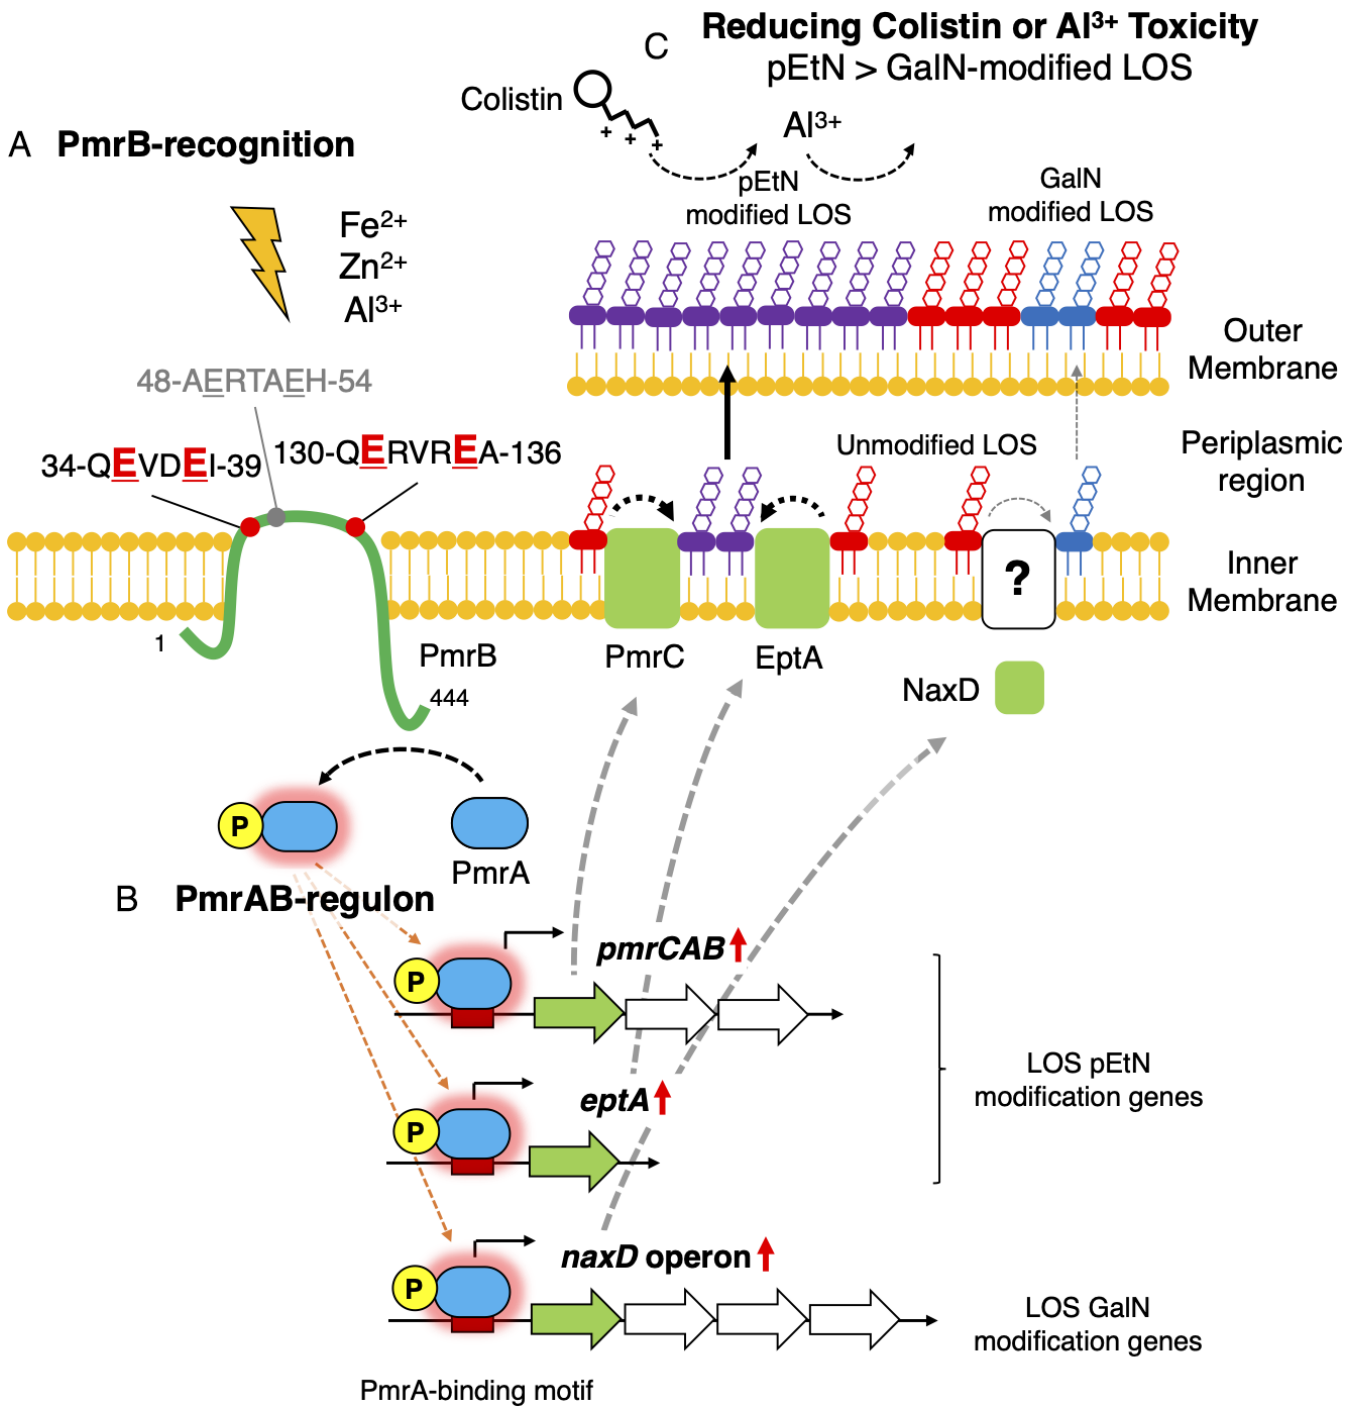 C
Reducing Colistin or Al3+ Toxicity
pEtN > GalN-modified LOS
Colistin
+ + +
Al3+
A PmrB-recognition
pEtN
modified LOS
GalN
modified LOS
Fe2+
Zn2+
Al3+
Outer
Membrane
48-AERTAEH-54
34-QEVDEI-39
130-QERVREA-136
Unmodified LOS
Periplasmic
region
?
Inner
Membrane
1
PmrB
444
PmrC
EptA
NaxD
P
PmrA
B PmrAB-regulon
pmrCAB
P
LOS pEtN
modification genes
eptA
P
naxD operon
P
LOS GalN
modification genes
PmrA-binding motif